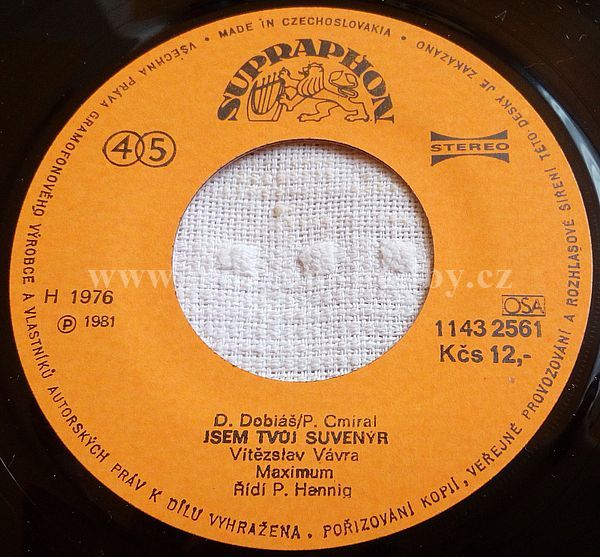 VŠECHNA PRÁVA GRAMOFONOVÉHO VÝROBCE A VLASTNÍKŮ AUTORSKÝCH PRÁV K DÍLU VYHRAŽENA. POŘIZOVÁNÍ KOPIÍ, VEŘEJNÉ PROVOZOVÁNÍ A ROZHLASOVÉ ŠÍŘENÍ TÉTO DESKY JE ZAKÁZÁNO • MADE IN CZECHOSLOVAKIA •
SUPRAPHON
45
STEREO
H 1976
Ⓟ 1981
OSA
1143 2561
Kčs 12,-
D. Dobiáš/P. Cmíral
JSEM TVŮJ SUVENÝR
Vítězslav Vávra
Maximum
Řídí P. Hannig